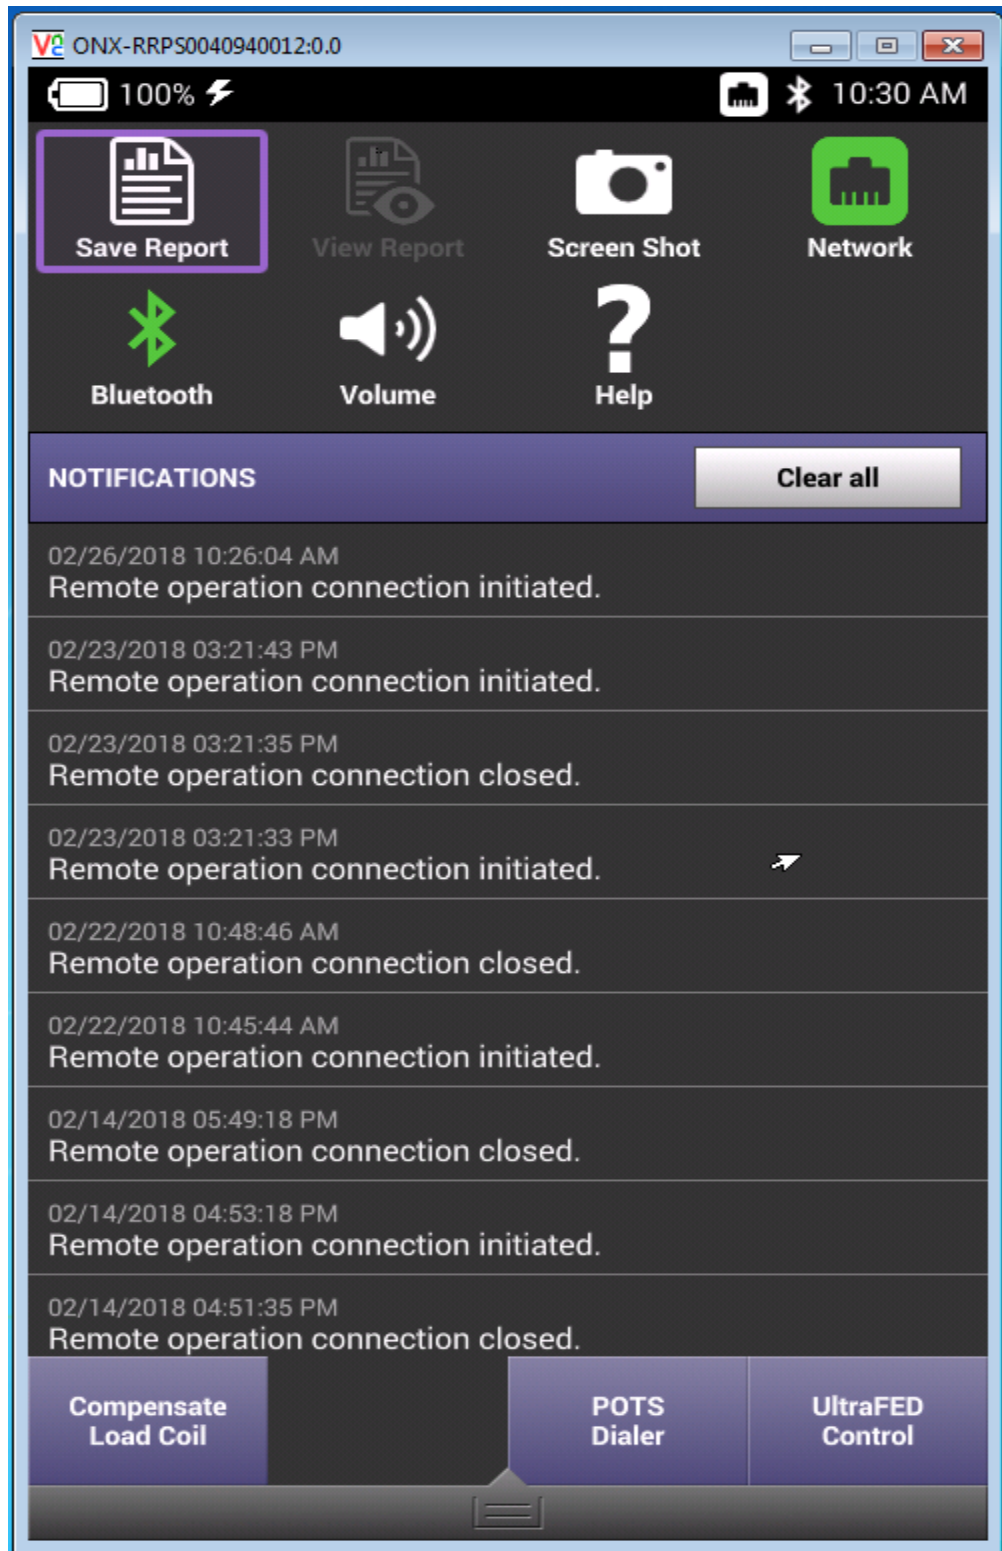 ONX-RRPS0040940012:0.0
100% 10:30 AM
Save Report View Report Screen Shot Network
Bluetooth Volume Help
NOTIFICATIONS Clear all
02/26/2018 10:26:04 AM
Remote operation connection initiated.
02/23/2018 03:21:43 PM
Remote operation connection initiated.
02/23/2018 03:21:35 PM
Remote operation connection closed.
02/23/2018 03:21:33 PM
Remote operation connection initiated.
02/22/2018 10:48:46 AM
Remote operation connection closed.
02/22/2018 10:45:44 AM
Remote operation connection initiated.
02/14/2018 05:49:18 PM
Remote operation connection closed.
02/14/2018 04:53:18 PM
Remote operation connection initiated.
02/14/2018 04:51:35 PM
Remote operation connection closed.
Compensate
Load Coil
POTS
Dialer
UltraFED
Control